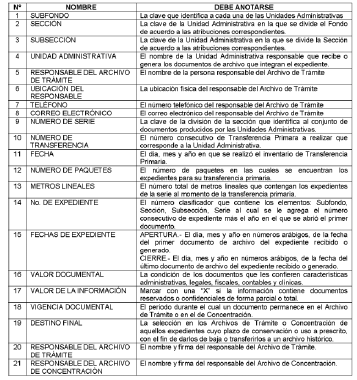 Nº NOMBRE DEBE ANOTARSE
1 SUBFONDO La clave que identifica a cada una de las Unidades Administrativas
2 SECCIÓN La clave de la Unidad Administrativa en la que se divide el Fondo
de acuerdo a las atribuciones correspondientes.
3 SUBSECCIÓN La clave de la Unidad Administrativa en la que se divide la Sección
de acuerdo a las atribuciones correspondientes.
4 UNIDAD ADMINISTRATIVA El nombre de la Unidad Administrativa responsable que recibe o
genera los documentos de archivo que integran el expediente.
5 RESPONSABLE DEL ARCHIVO
DE TRÁMITE El nombre de la persona responsable del Archivo de Trámite
6 UBICACIÓN DEL
RESPONSABLE La ubicación física del responsable del Archivo de Trámite
7 TELÉFONO El número telefónico del responsable del Archivo de Trámite
8 CORREO ELECTRÓNICO El correo electrónico del responsable del Archivo de Trámite
9 NÚMERO DE SERIE La clave de la división de la sección que identifica al conjunto de
documentos producidos por las Unidades Administrativas.
10 NÚMERO DE
TRANSFERENCIA El número consecutivo de Transferencia Primaria a realizar que
corresponde a la Unidad Administrativa.
11 FECHA El día, mes y año en que se realizó el inventario de Transferencia
Primaria.
12 NÚMERO DE PAQUETES El número de paquetes en las cuales se encuentran los
expedientes para su transferencia primaria.
13 METROS LINEALES El número total de metros lineales que contengan los expedientes
de la serie al momento de la transferencia primaria.
14 No. DE EXPEDIENTE El número clasificador que contiene los elementos: Subfondo,
Sección, Subsección, Serie al cual se le agrega el número
consecutivo de expediente mas el año en el que se abrió el primer
documento.
15 FECHAS DE EXPEDIENTE APERTURA.- El día, mes y año en números arábigos, de la fecha
del primer documento de archivo del expediente recibido o
generado.
CIERRE.- El día, mes y año en números arábigos, de la fecha del
último documento de archivo del expediente recibido o generado.
16 VALOR DOCUMENTAL La condición de los documentos que les confieren características
administrativas, legales, fiscales, contables y clínicas.
17 VALOR DE LA INFORMACIÓN Marcar con una "X" si la información contiene documentos
reservados o confidenciales de forma parcial o total.
18 VIGENCIA DOCUMENTAL El periodo durante el cual un documento permanece en el Archivo
de Trámite o en el de Concentración.
19 DESTINO FINAL La selección en los Archivos de Trámite o Concentración de
aquellos expedientes cuyo plazo de conservación o uso a prescrito,
con el fin de darlos de baja o transferirlos a un archivo histórico.
20 RESPONSABLE DEL ARCHIVO
DE TRÁMITE El nombre y firma del responsable del Archivo de Trámite.
21 RESPONSABLE DEL ARCHIVO
DE CONCENTRACIÓN El nombre y firma del responsable del Archivo de Concentración.